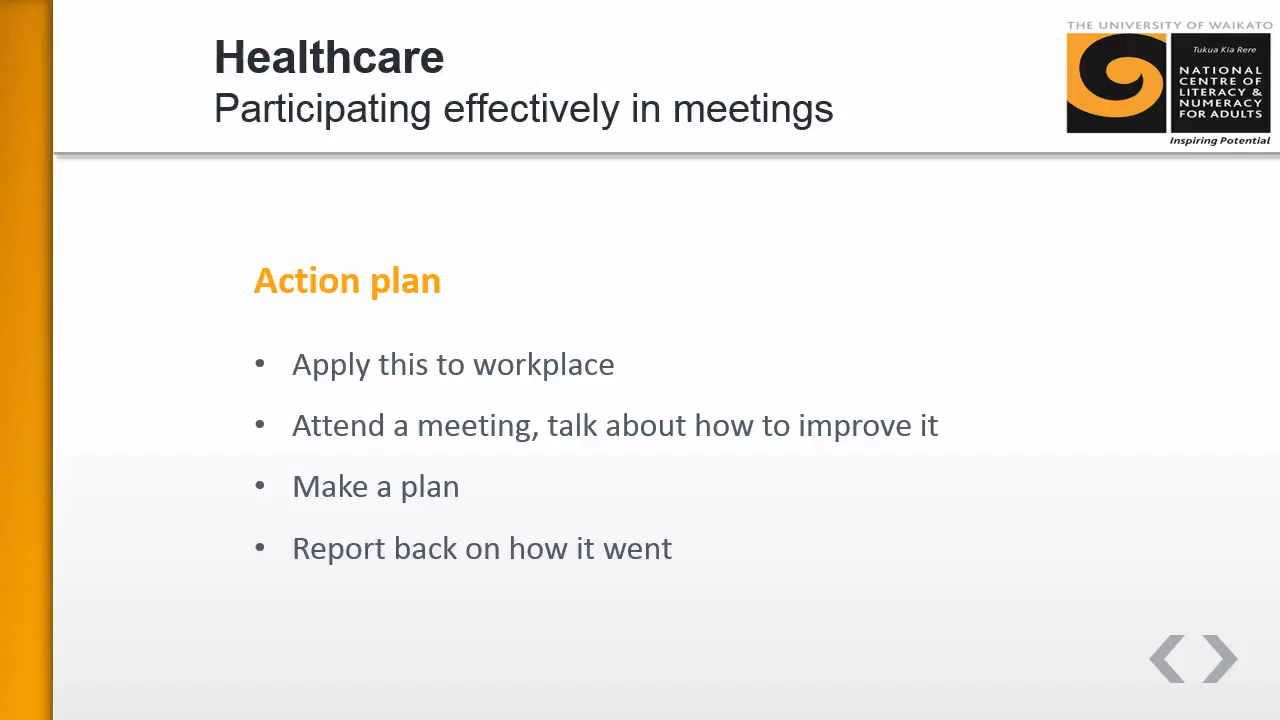 Healthcare
Participating effectively in meetings
THE UNIVERSITY OF WAIKATO
Tukua Kia Rere
NATIONAL
CENTRE OF
LITERACY &
NUMERACY
FOR ADULTS
Inspiring Potential
Action plan
• Apply this to workplace
• Attend a meeting, talk about how to improve it
• Make a plan
• Report back on how it went